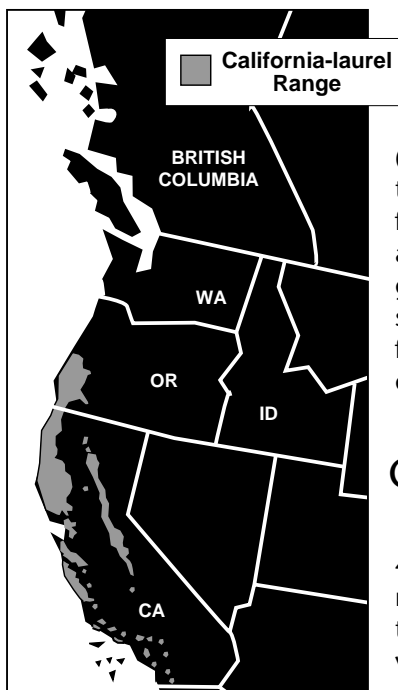 California-laurel
Range
BRITISH
COLUMBIA
WA
OR
ID
CA